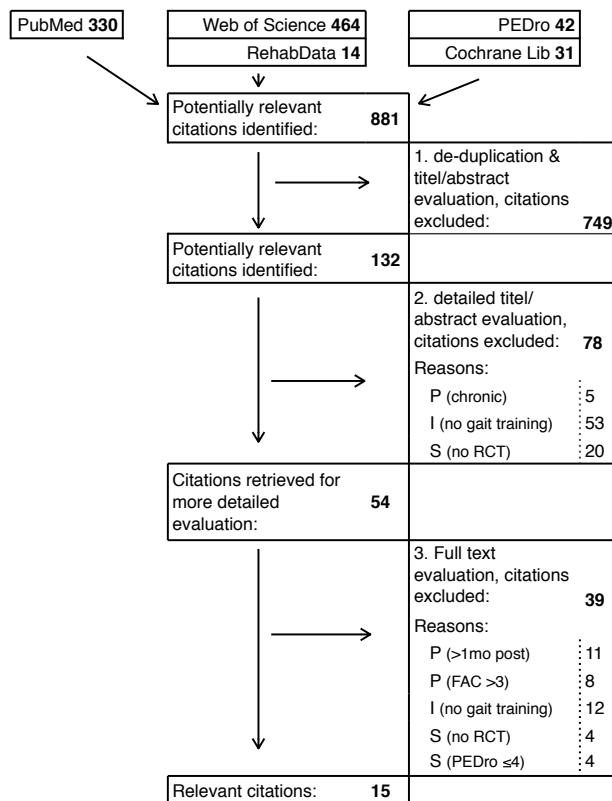 PubMed 330
Web of Science 464
RehabData 14
PEDro 42
Cochrane Lib 31
Potentially relevant
citations identified: 881
1. de-duplication &
titel/abstract
evaluation, citations
excluded: 749
Potentially relevant
citations identified: 132
2. detailed titel/
abstract evaluation,
citations excluded: 78
Reasons:
P (chronic) 5
I (no gait training) 53
S (no RCT) 20
Citations retrieved for
more detailed
evaluation: 54
3. Full text
evaluation, citations
excluded: 39
Reasons:
P (>1mo post) 11
P (FAC >3) 8
I (no gait training) 12
S (no RCT) 4
S (PEDro ≤4) 4
Relevant citations: 15